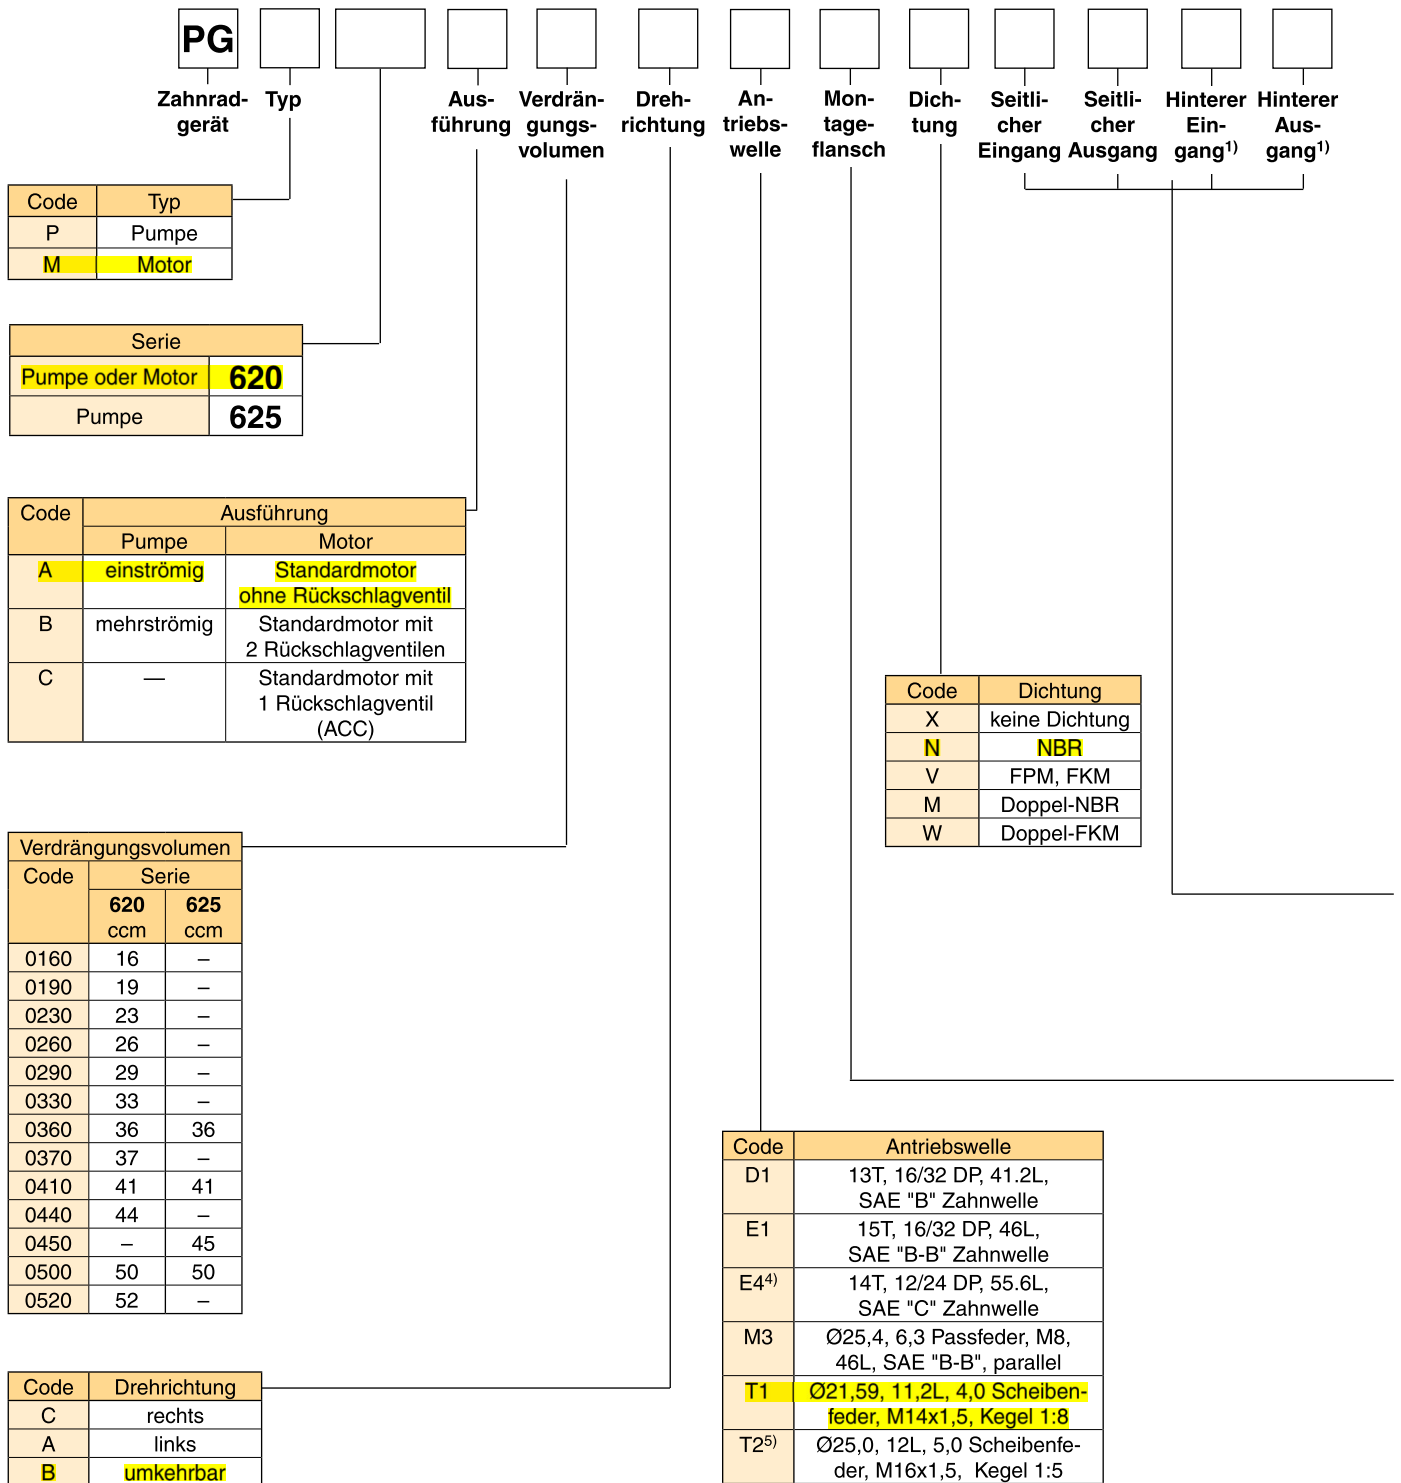 PG
Zahnrad-
gerät
Typ
Aus-
führung
Verdrän-
gungs-
volumen
Dreh-
richtung
An-
triebs-
welle
Mon-
tage-
flansch
Dich-
tung
Seitli-
cher
Eingang
Seitli-
cher
Ausgang
Hinterer
Ein-
gang1)
Hinterer
Aus-
gang1)
Code Typ
P Pumpe
M Motor
Serie
Pumpe oder Motor 620
Pumpe 625
Code Ausführung
Pumpe Motor
A einströmig Standardmotor
ohne Rückschlagventil
B mehrströmig Standardmotor mit
2 Rückschlagventilen
C — Standardmotor mit
1 Rückschlagventil
(ACC)
Code Dichtung
X keine Dichtung
N NBR
V FPM, FKM
M Doppel-NBR
W Doppel-FKM
Verdrängungsvolumen
Code Serie
620 625
ccm ccm
0160 16 –
0190 19 –
0230 23 –
0260 26 –
0290 29 –
0330 33 –
0360 36 36
0370 37 –
0410 41 41
0440 44 –
0450 – 45
0500 50 50
0520 52 –
Code Antriebswelle
D1 13T, 16/32 DP, 41.2L,
SAE "B" Zahnwelle
E1 15T, 16/32 DP, 46L,
SAE "B-B" Zahnwelle
E44) 14T, 12/24 DP, 55.6L,
SAE "C" Zahnwelle
M3 Ø25,4, 6,3 Passfeder, M8,
46L, SAE "B-B", parallel
T1 Ø21,59, 11,2L, 4,0 Scheiben-
feder, M14x1,5, Kegel 1:8
T25) Ø25,0, 12L, 5,0 Scheibenfe-
der, M16x1,5, Kegel 1:5
Code Drehrichtung
C rechts
A links
B umkehrbar